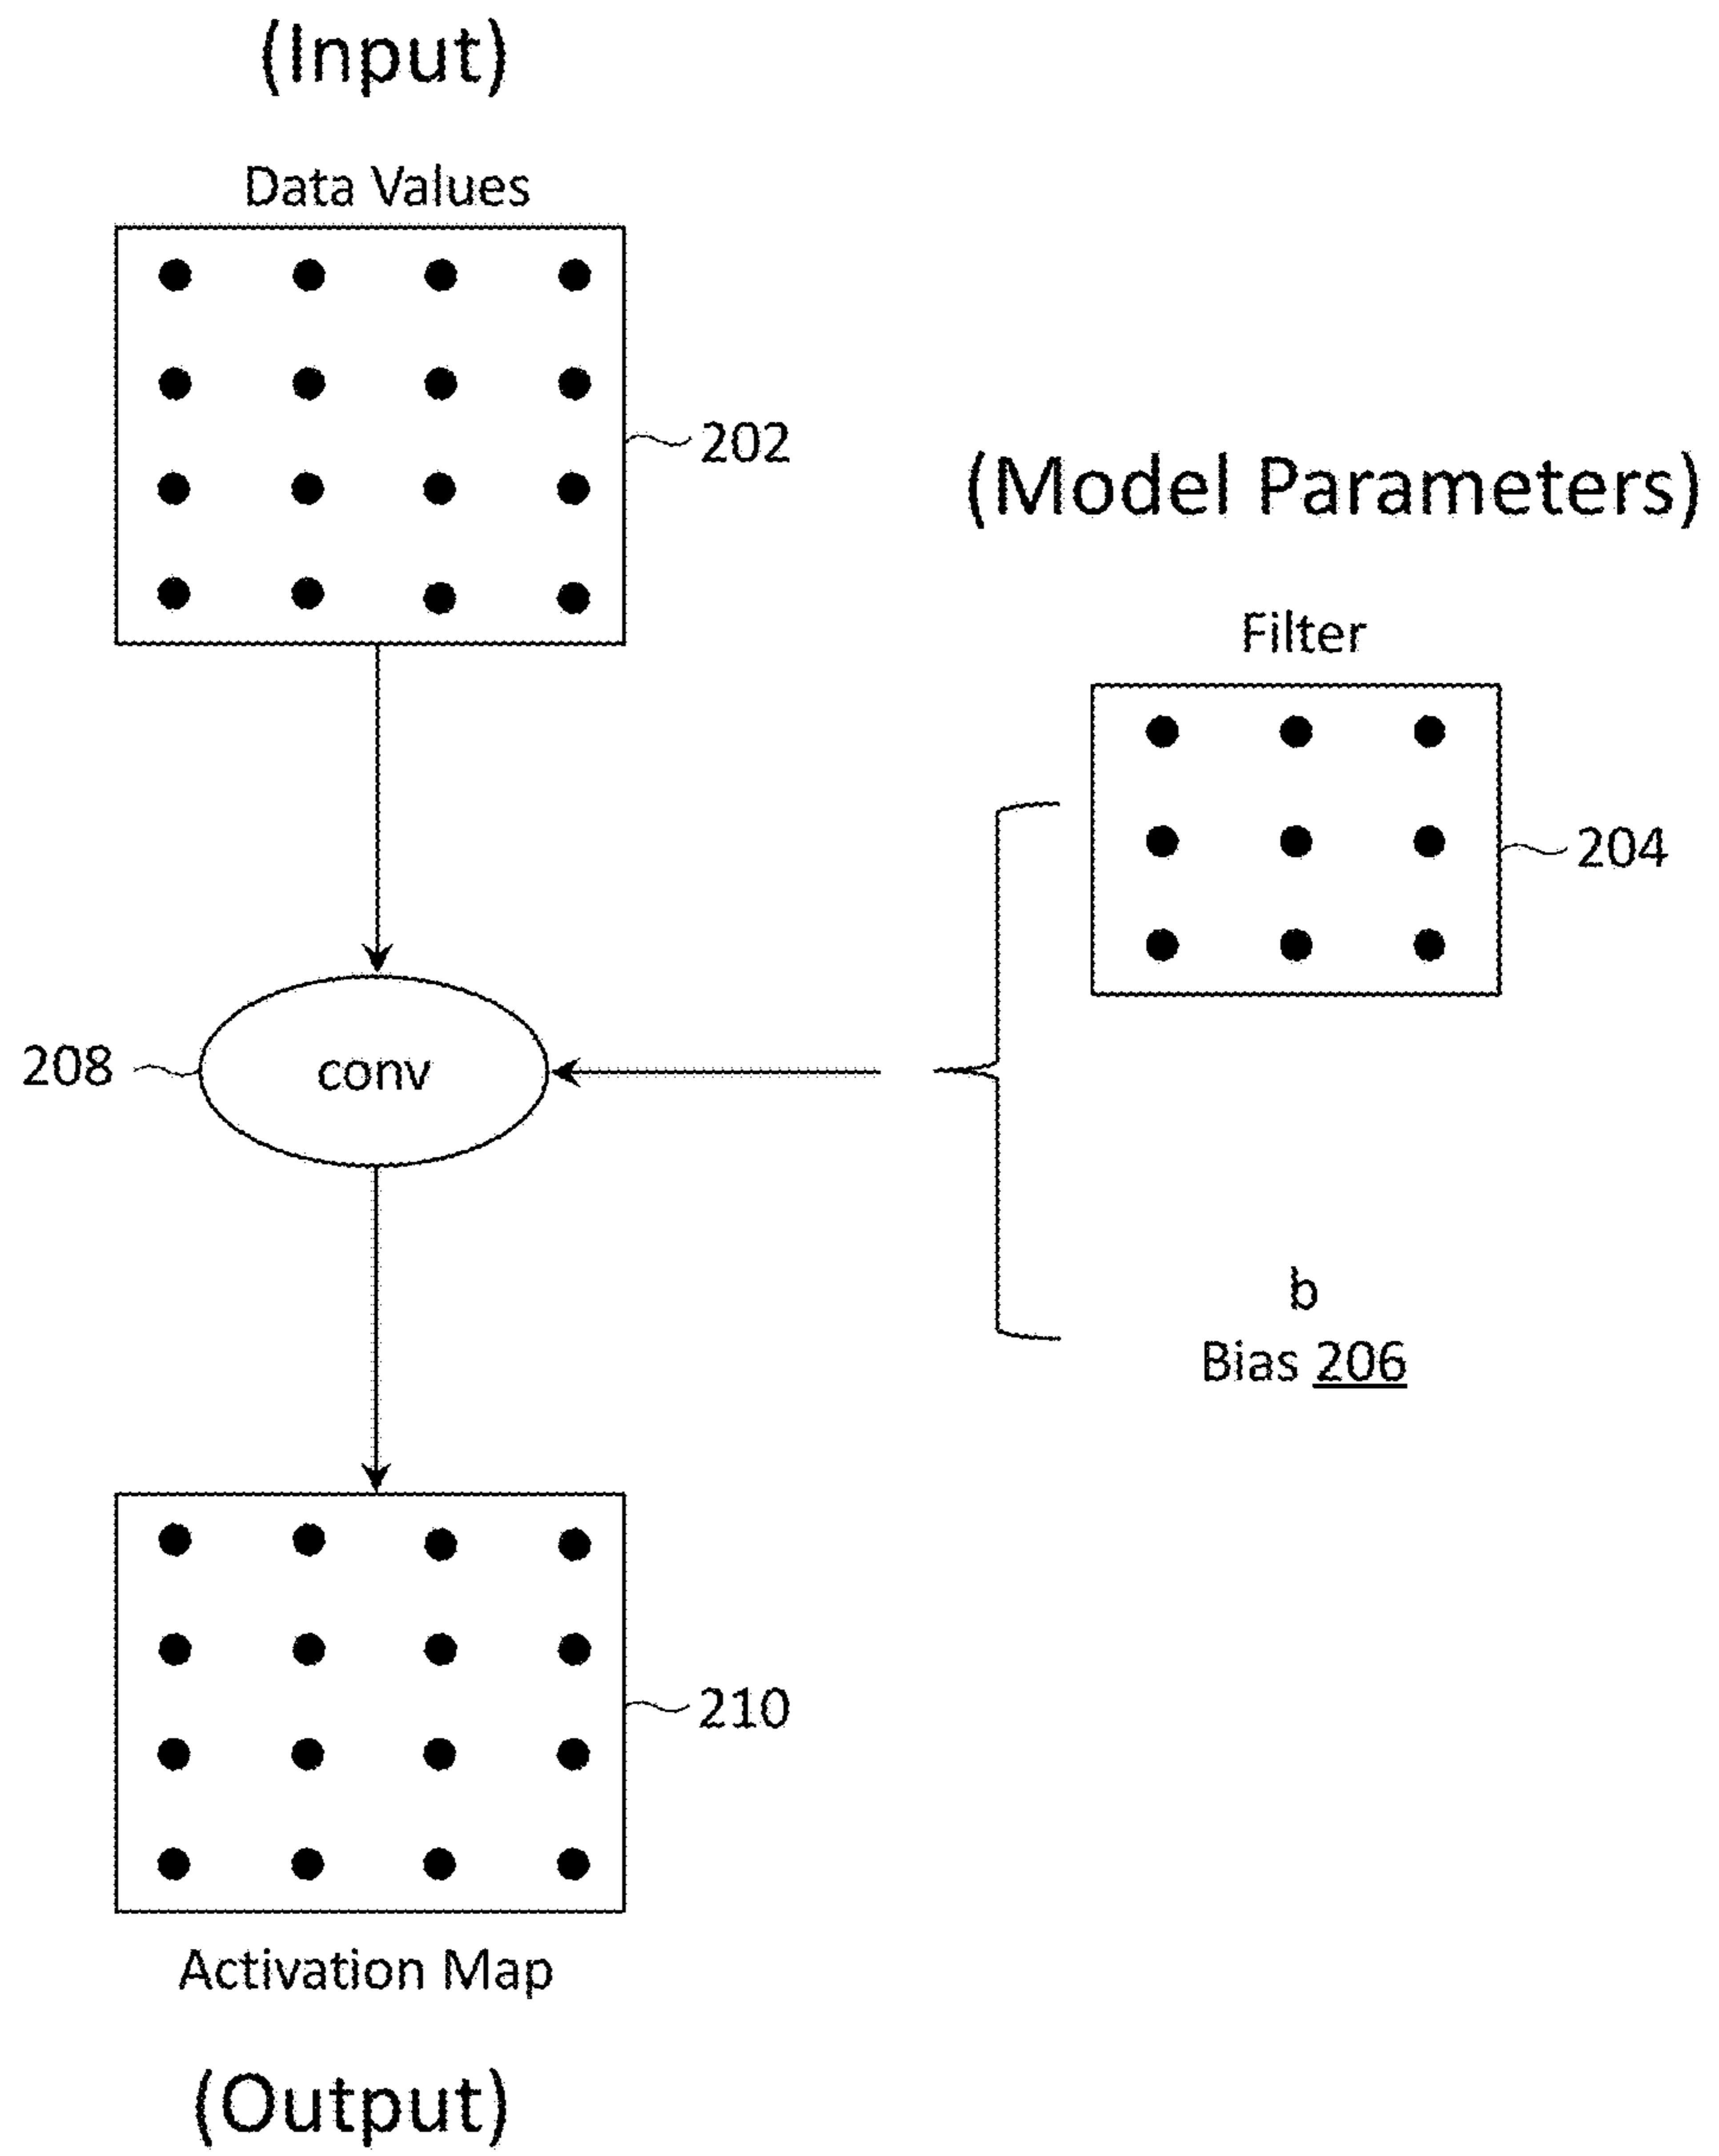 (Input)
Data Values
202
(Model Parameters)
Filter
204
208
conv
b
Bias 206
210
Activation Map
(Output)